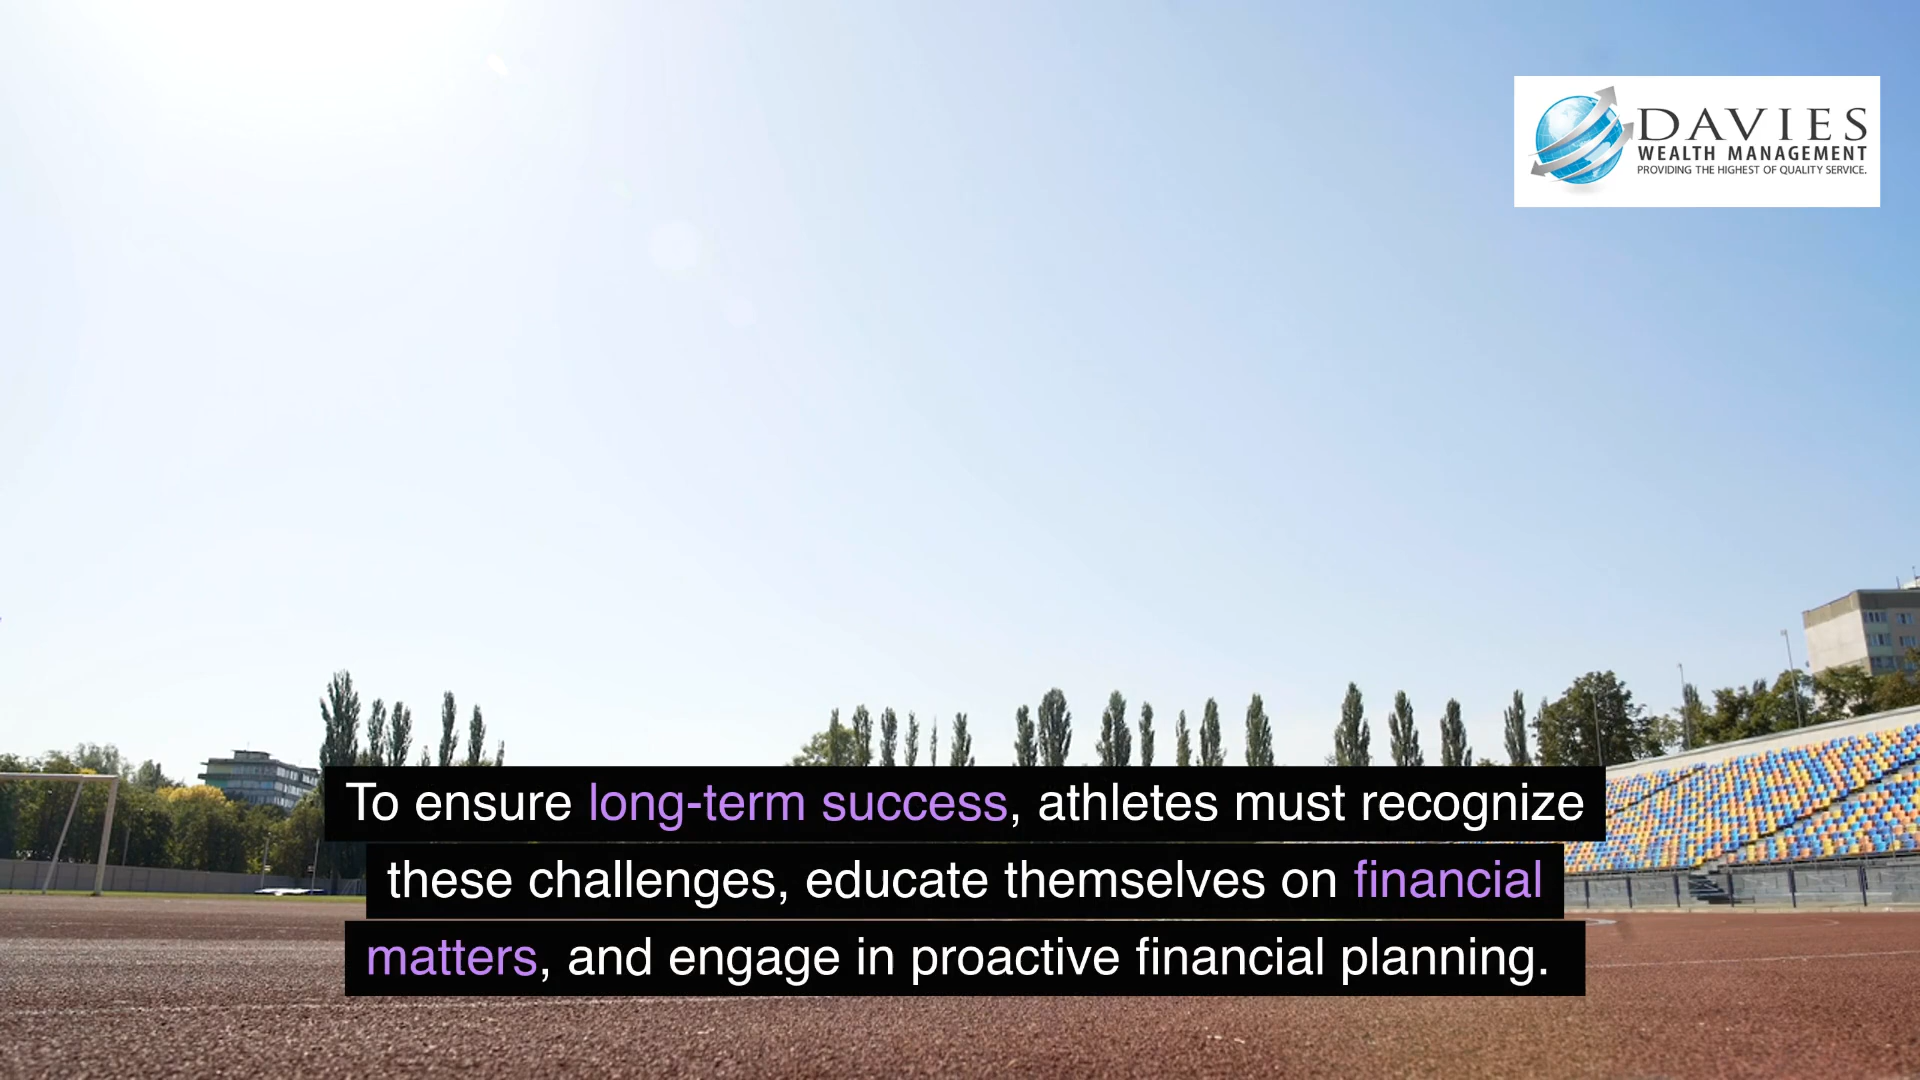 DAVIES
WEALTH MANAGEMENT
PROVIDING THE HIGHEST OF QUALITY SERVICE.
To ensure long-term success, athletes must recognize
these challenges, educate themselves on financial
matters, and engage in proactive financial planning.